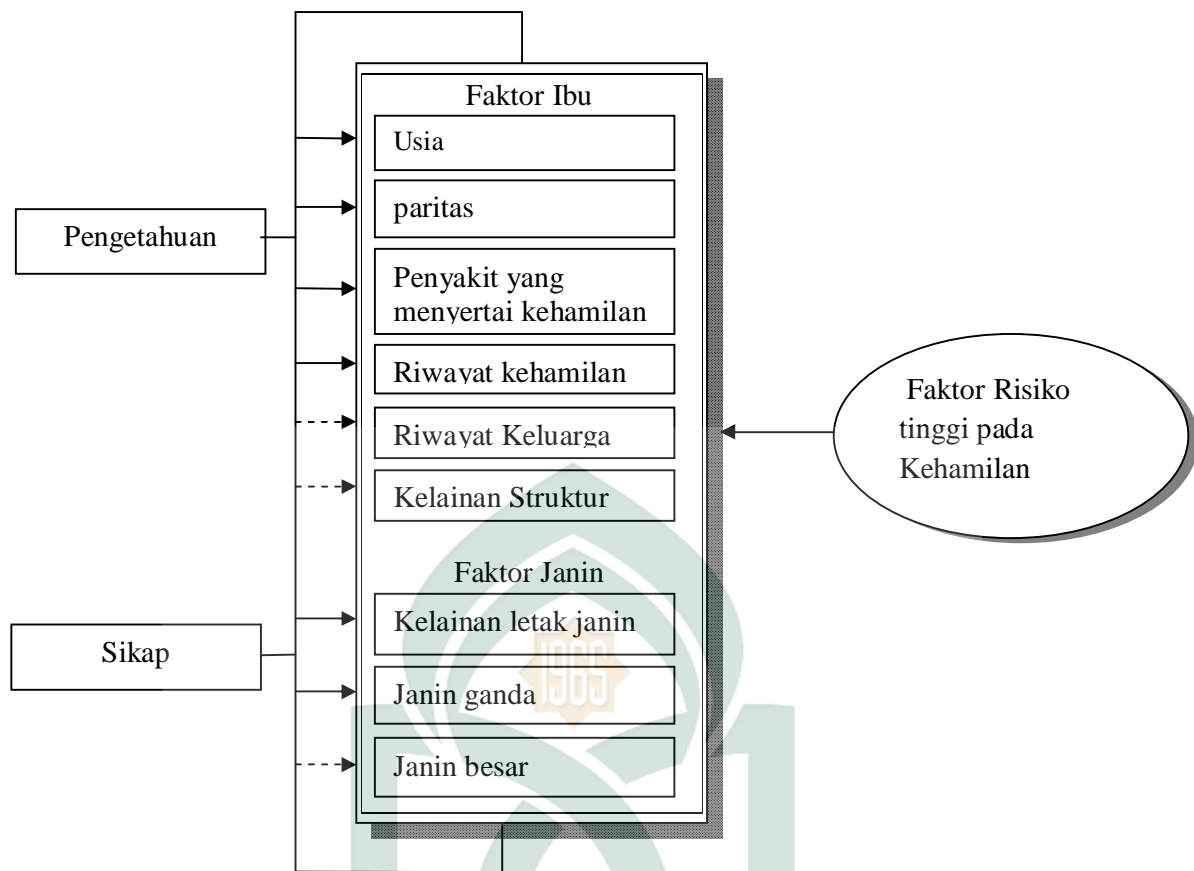 Faktor Ibu
Usia
paritas
Pengetahuan
Penyakit yang
menyertai kehamilan
Riwayat kehamilan
Riwayat Keluarga
Kelainan Struktur
Faktor Risiko
tinggi pada
Kehamilan
Faktor Janin
Kelainan letak janin
Sikap
Janin ganda
Janin besar
1965